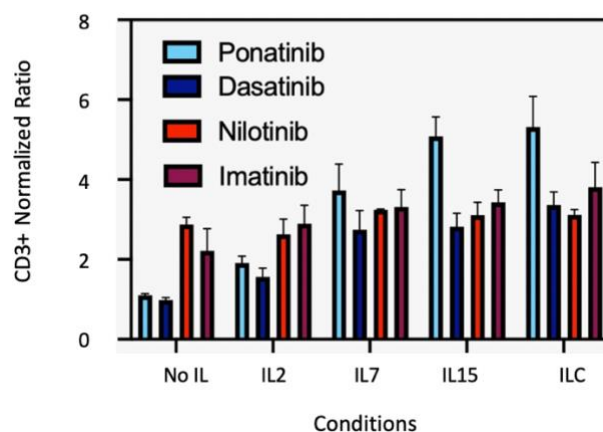 8
6
4
2
0
CD3+ Normalized Ratio
Ponatinib
Dasatinib
Nilotinib
Imatinib
No IL
IL2
IL7
IL15
ILC
Conditions